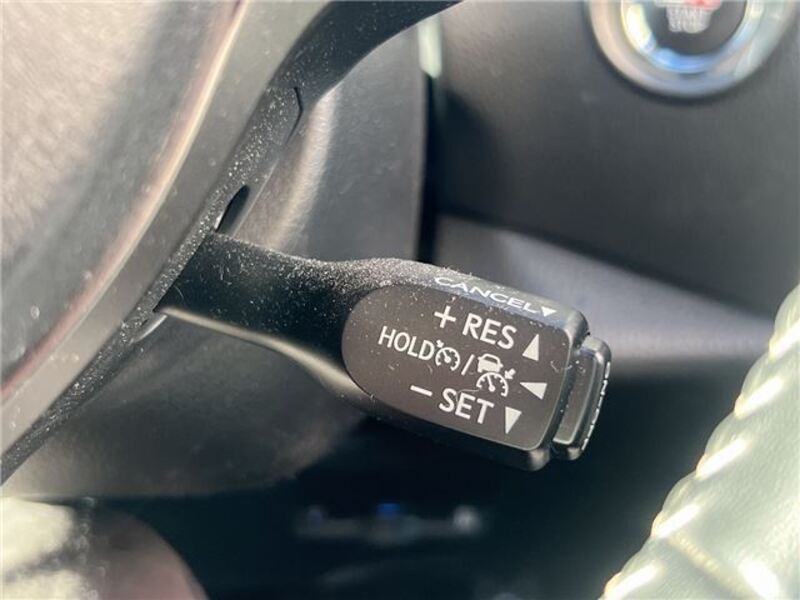 CANCEL▼
+ RES ▲
HOLD /
− SET ▼